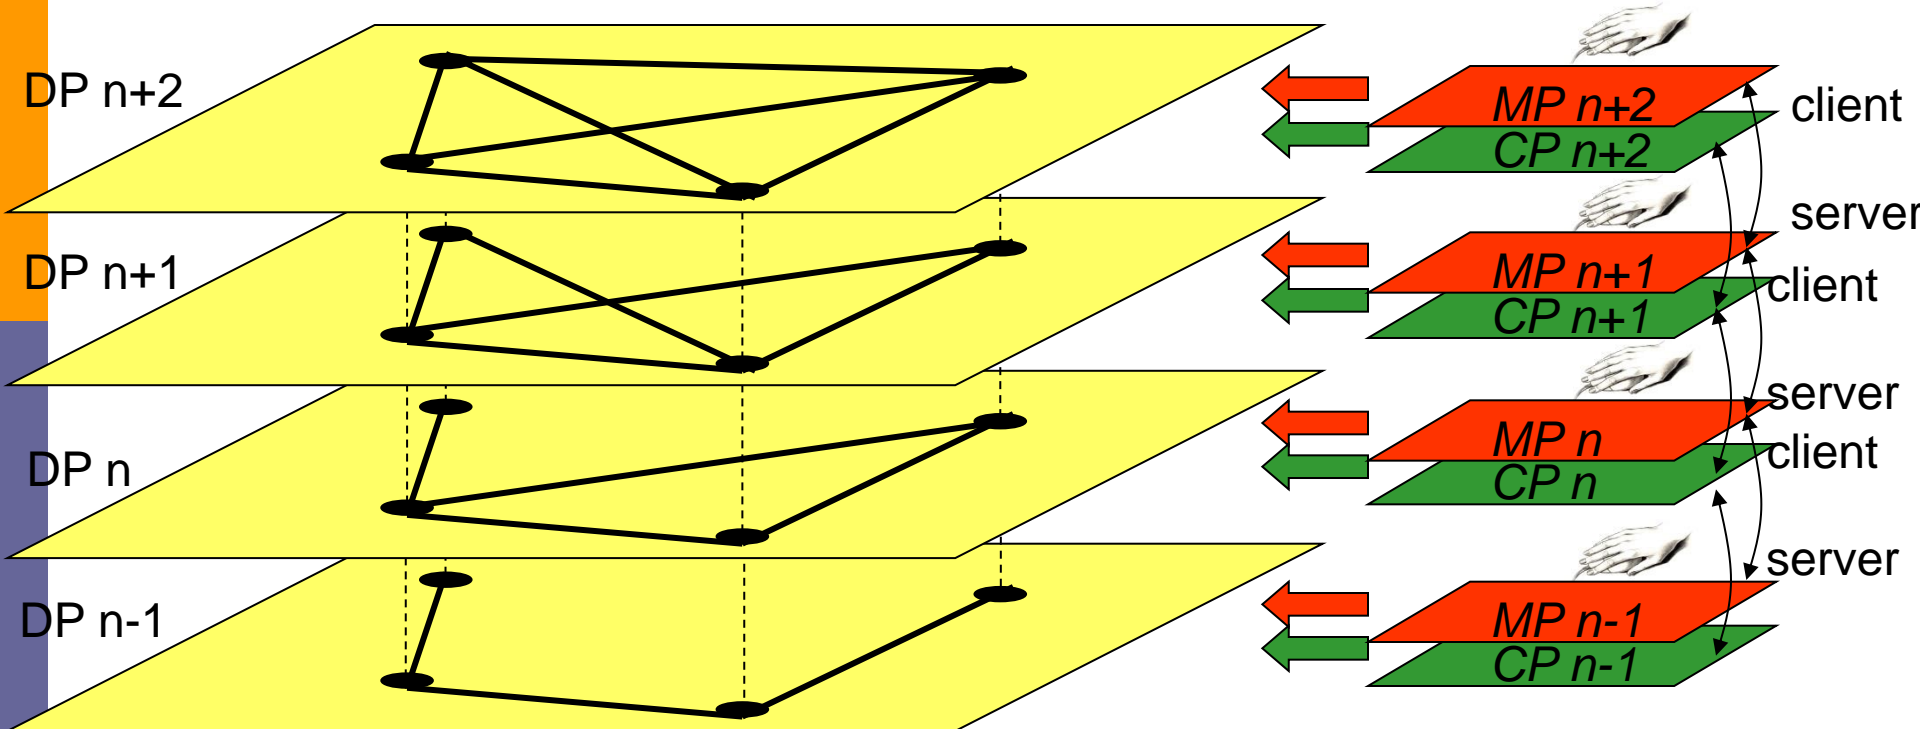 DP n+2
MP n+2
client
CP n+2
server
DP n+1
MP n+1
client
CP n+1
server
DP n
MP n
client
CP n
server
DP n-1
MP n-1
CP n-1